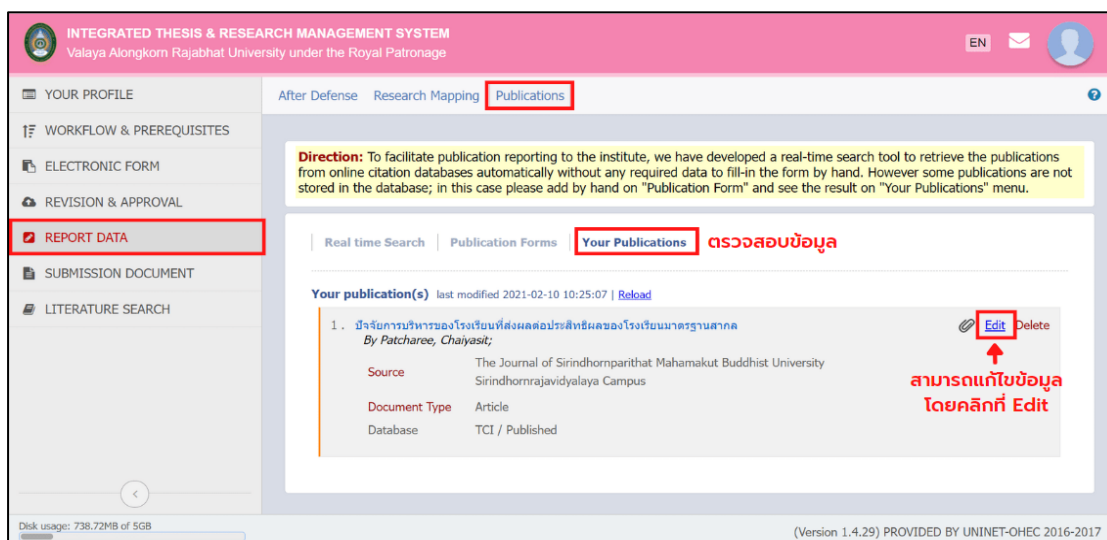 INTEGRATED THESIS & RESEARCH MANAGEMENT SYSTEM
Valaya Alongkorn Rajabhat University under the Royal Patronage
EN
YOUR PROFILE
WORKFLOW & PREREQUISITES
ELECTRONIC FORM
REVISION & APPROVAL
REPORT DATA
SUBMISSION DOCUMENT
LITERATURE SEARCH
After Defense Research Mapping Publications
Direction: To facilitate publication reporting to the institute, we have developed a real-time search tool to retrieve the publications
from online citation databases automatically without any required data to fill-in the form by hand. However some publications are not
stored in the database; in this case please add by hand on "Publication Form" and see the result on "Your Publications" menu.
Real time Search Publication Forms Your Publications ตรวจสอบข้อมูล
Your publication(s) last modified 2021-02-10 10:25:07 | Reload
1. ปัจจัยการบริหารของโรงเรียนที่ส่งผลต่อประสิทธิผลของโรงเรียนมาตรฐานสากล
Edit Delete
By Patcharee, Chaiyasit;
Source The Journal of Sirindhornparithat Mahamakut Buddhist University
Sirindhornrajavidyalaya Campus
Document Type Article
Database TCI / Published
สามารถแก้ไขข้อมูล
โดยคลิกที่ Edit
Disk usage: 738.72MB of 5GB
(Version 1.4.29) PROVIDED BY UNINET-OHEC 2016-2017